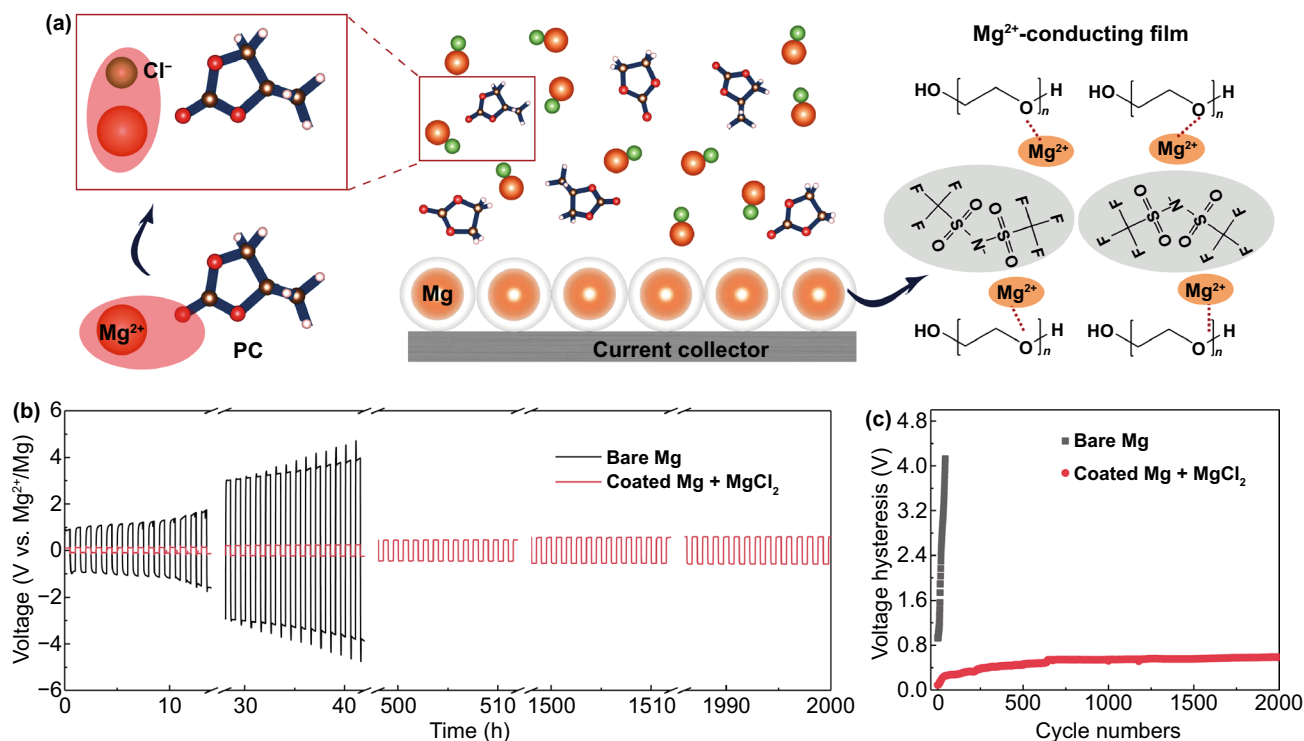 (a)
Cl⁻
Mg²⁺
PC
Mg
Current collector
Mg²⁺-conducting film
HO O H n
HO O H n
Mg²⁺
Mg²⁺
F F F S O O N⁻ S O O F F F
F F F S O O N⁻ S O O F F F
Mg²⁺
Mg²⁺
HO O H n
HO O H n
(b)
6
4
2
0
−2
−4
−6
Voltage (V vs. Mg²⁺/Mg)
Bare Mg
Coated Mg + MgCl₂
0 5 10 30 40 500 510 1500 1510 1990 2000
Time (h)
(c)
4.8
4.0
3.2
2.4
1.6
0.8
0.0
Voltage hysteresis (V)
Bare Mg
Coated Mg + MgCl₂
0 500 1000 1500 2000
Cycle numbers